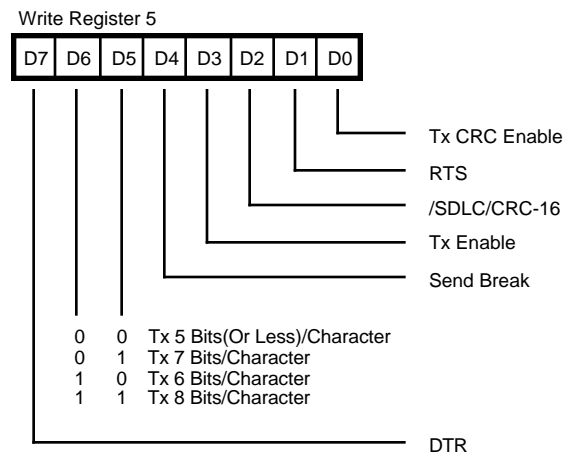 Write Register 5
D7 D6 D5 D4 D3 D2 D1 D0
Tx CRC Enable
RTS
/SDLC/CRC-16
Tx Enable
Send Break
0 0 Tx 5 Bits(Or Less)/Character
0 1 Tx 7 Bits/Character
1 0 Tx 6 Bits/Character
1 1 Tx 8 Bits/Character
DTR